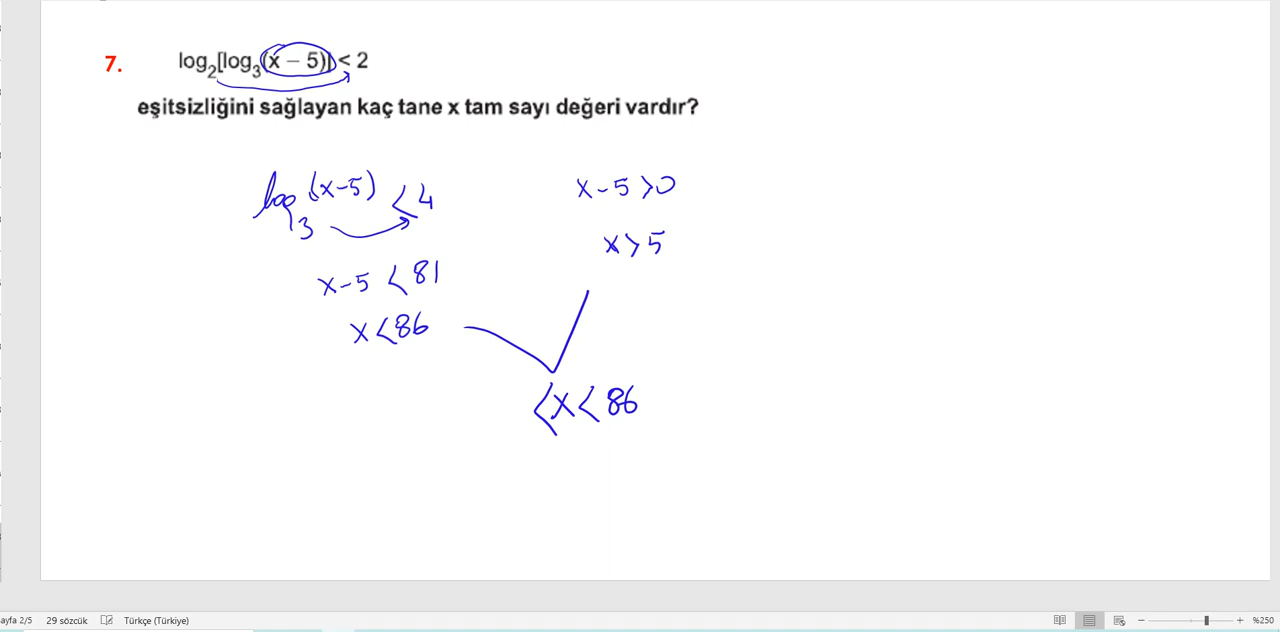 7. log₂[log₃(x – 5)] < 2
eşitsizliğini sağlayan kaç tane x tam sayı değeri vardır?
log₃(x-5) < 4
x-5 > 0
x > 5
x-5 < 81
x < 86
< x < 86
ayfa 2/5 29 sözcük Türkçe (Türkiye) %250